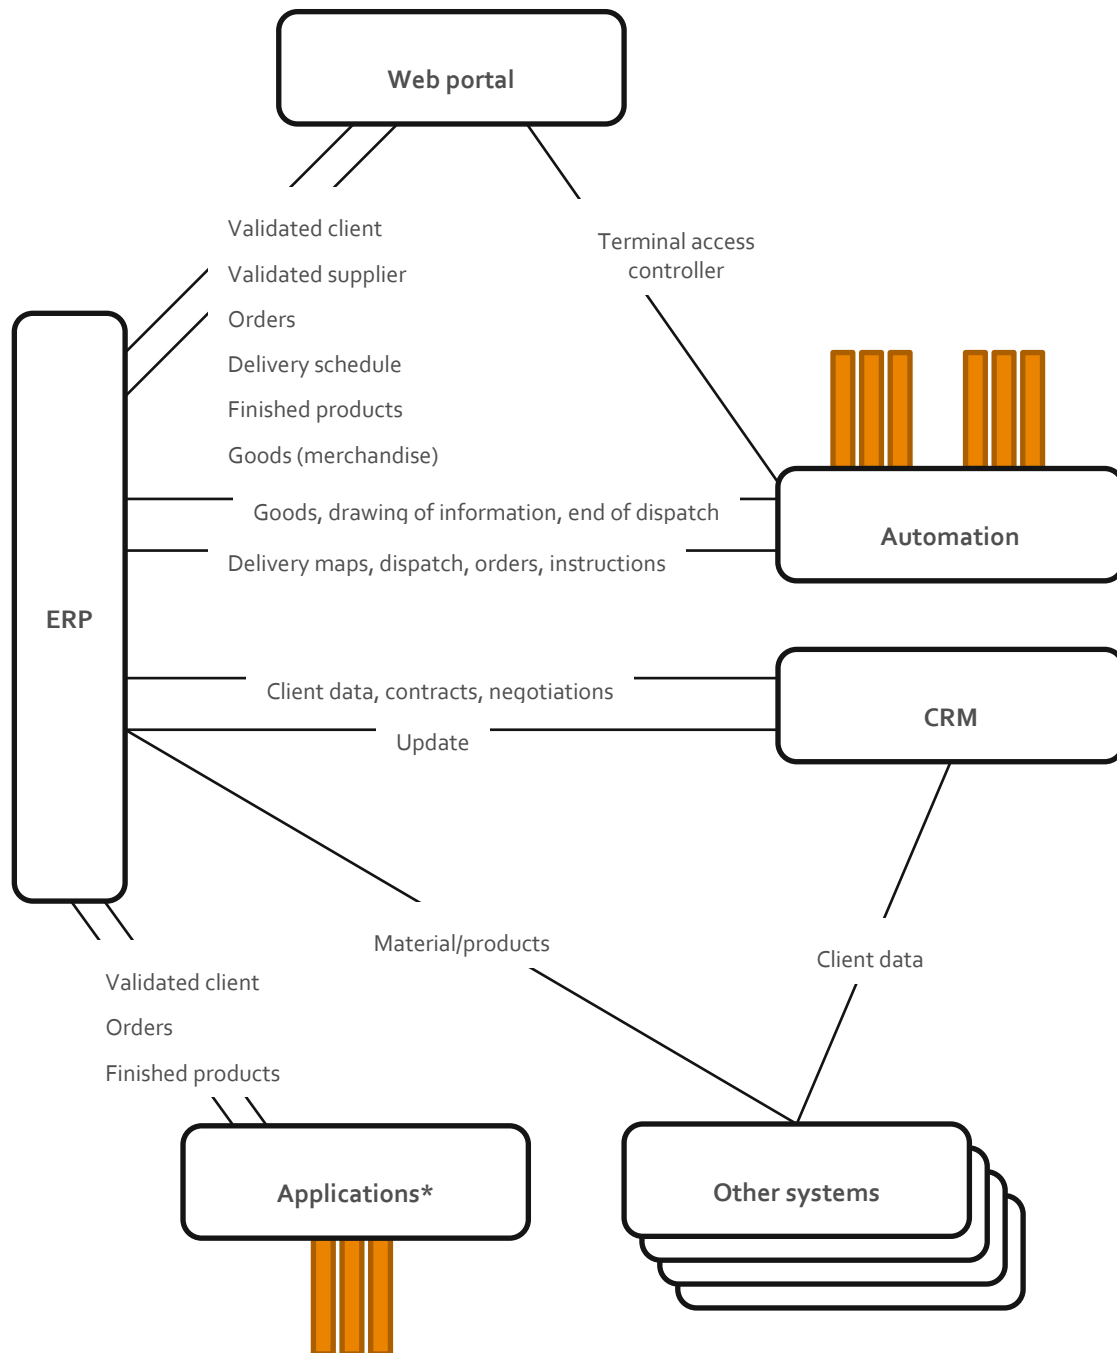 Web portal
Validated client
Validated supplier
Orders
Delivery schedule
Finished products
Goods (merchandise)
Terminal access
controller
Goods, drawing of information, end of dispatch
Automation
Delivery maps, dispatch, orders, instructions
ERP
Client data, contracts, negotiations
CRM
Update
Material/products
Client data
Validated client
Orders
Finished products
Applications*
Other systems